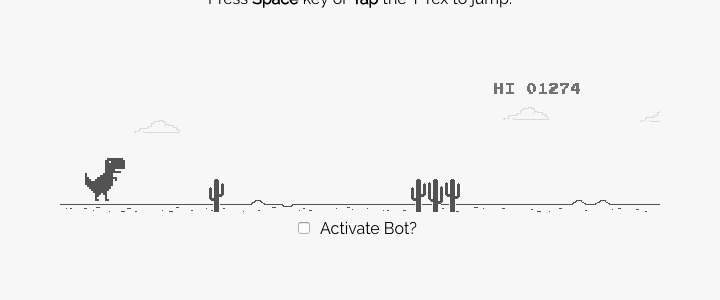 Press Space key or Tap the T-rex to jump.
HI 01274
Activate Bot?